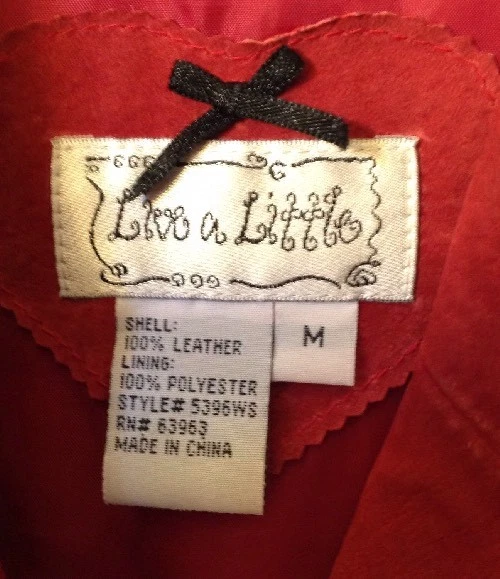 Live a Little
SHELL:
100% LEATHER
LINING:
100% POLYESTER
STYLE# 5396WS
RN# 63963
MADE IN CHINA
M